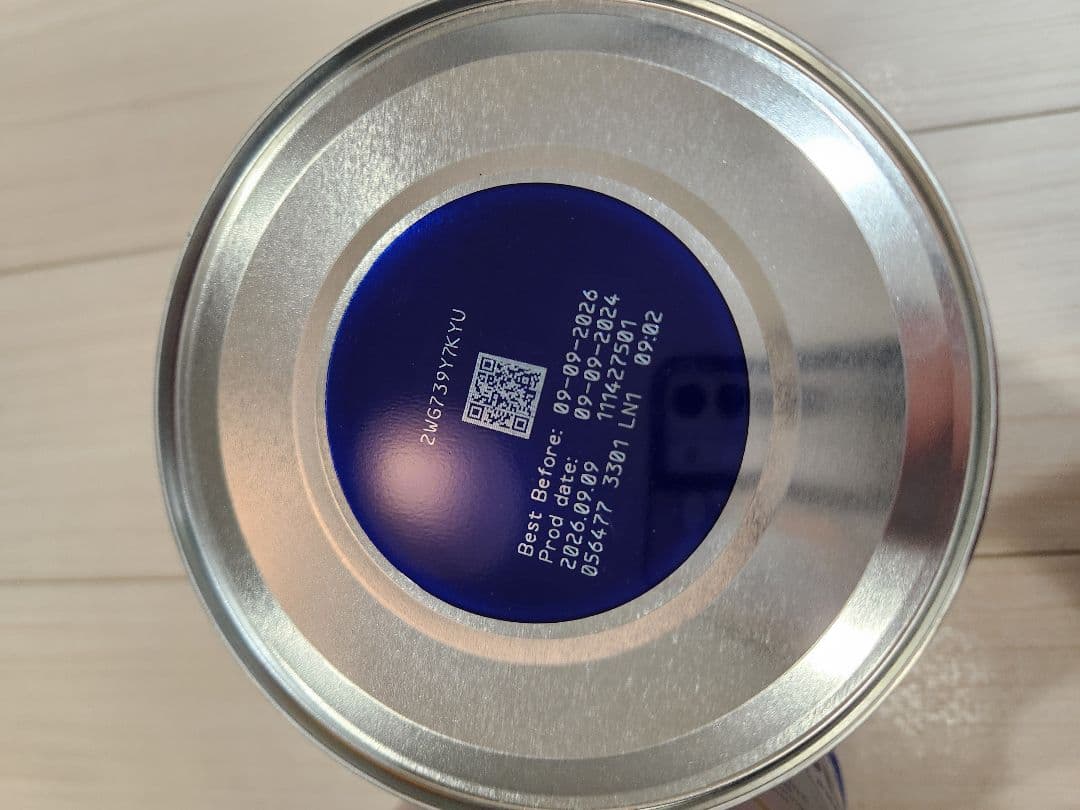 2WG739Y7KYU
Best Before: 09-09-2026
Prod date: 09-09-2024
2026.09.09 111427501
056477 3301 LN1 09:02